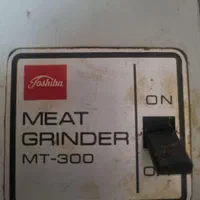 Toshiba
ON
MEAT
GRINDER
MT-300